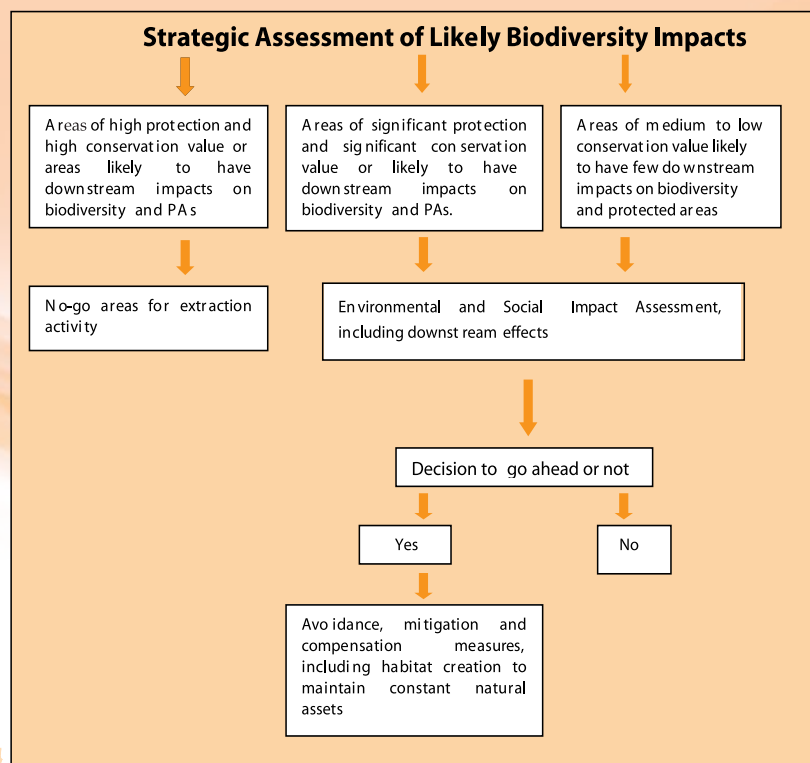 Strategic Assessment of Likely Biodiversity Impacts
Areas of high protection and
high conservation value or
areas likely to have
downstream impacts on
biodiversity and PAs
Areas of significant protection
and significant conservation
value or likely to have
downstream impacts on
biodiversity and PAs.
Areas of medium to low
conservation value likely
to have few downstream
impacts on biodiversity
and protected areas
No-go areas for extraction
activity
Environmental and Social Impact Assessment,
including downstream effects
Decision to go ahead or not
Yes
No
Avoidance, mitigation and
compensation measures,
including habitat creation to
maintain constant natural
assets